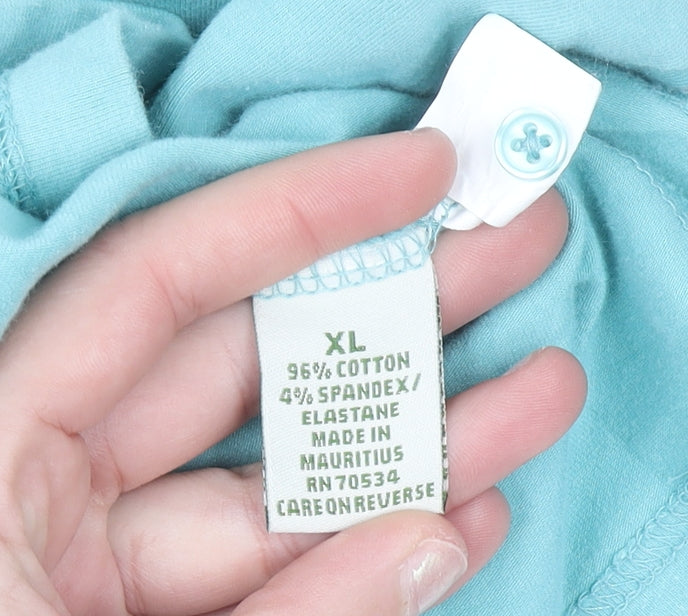 XL
96% COTTON
4% SPANDEX/
ELASTANE
MADE IN
MAURITIUS
RN 70534
CARE ON REVERSE